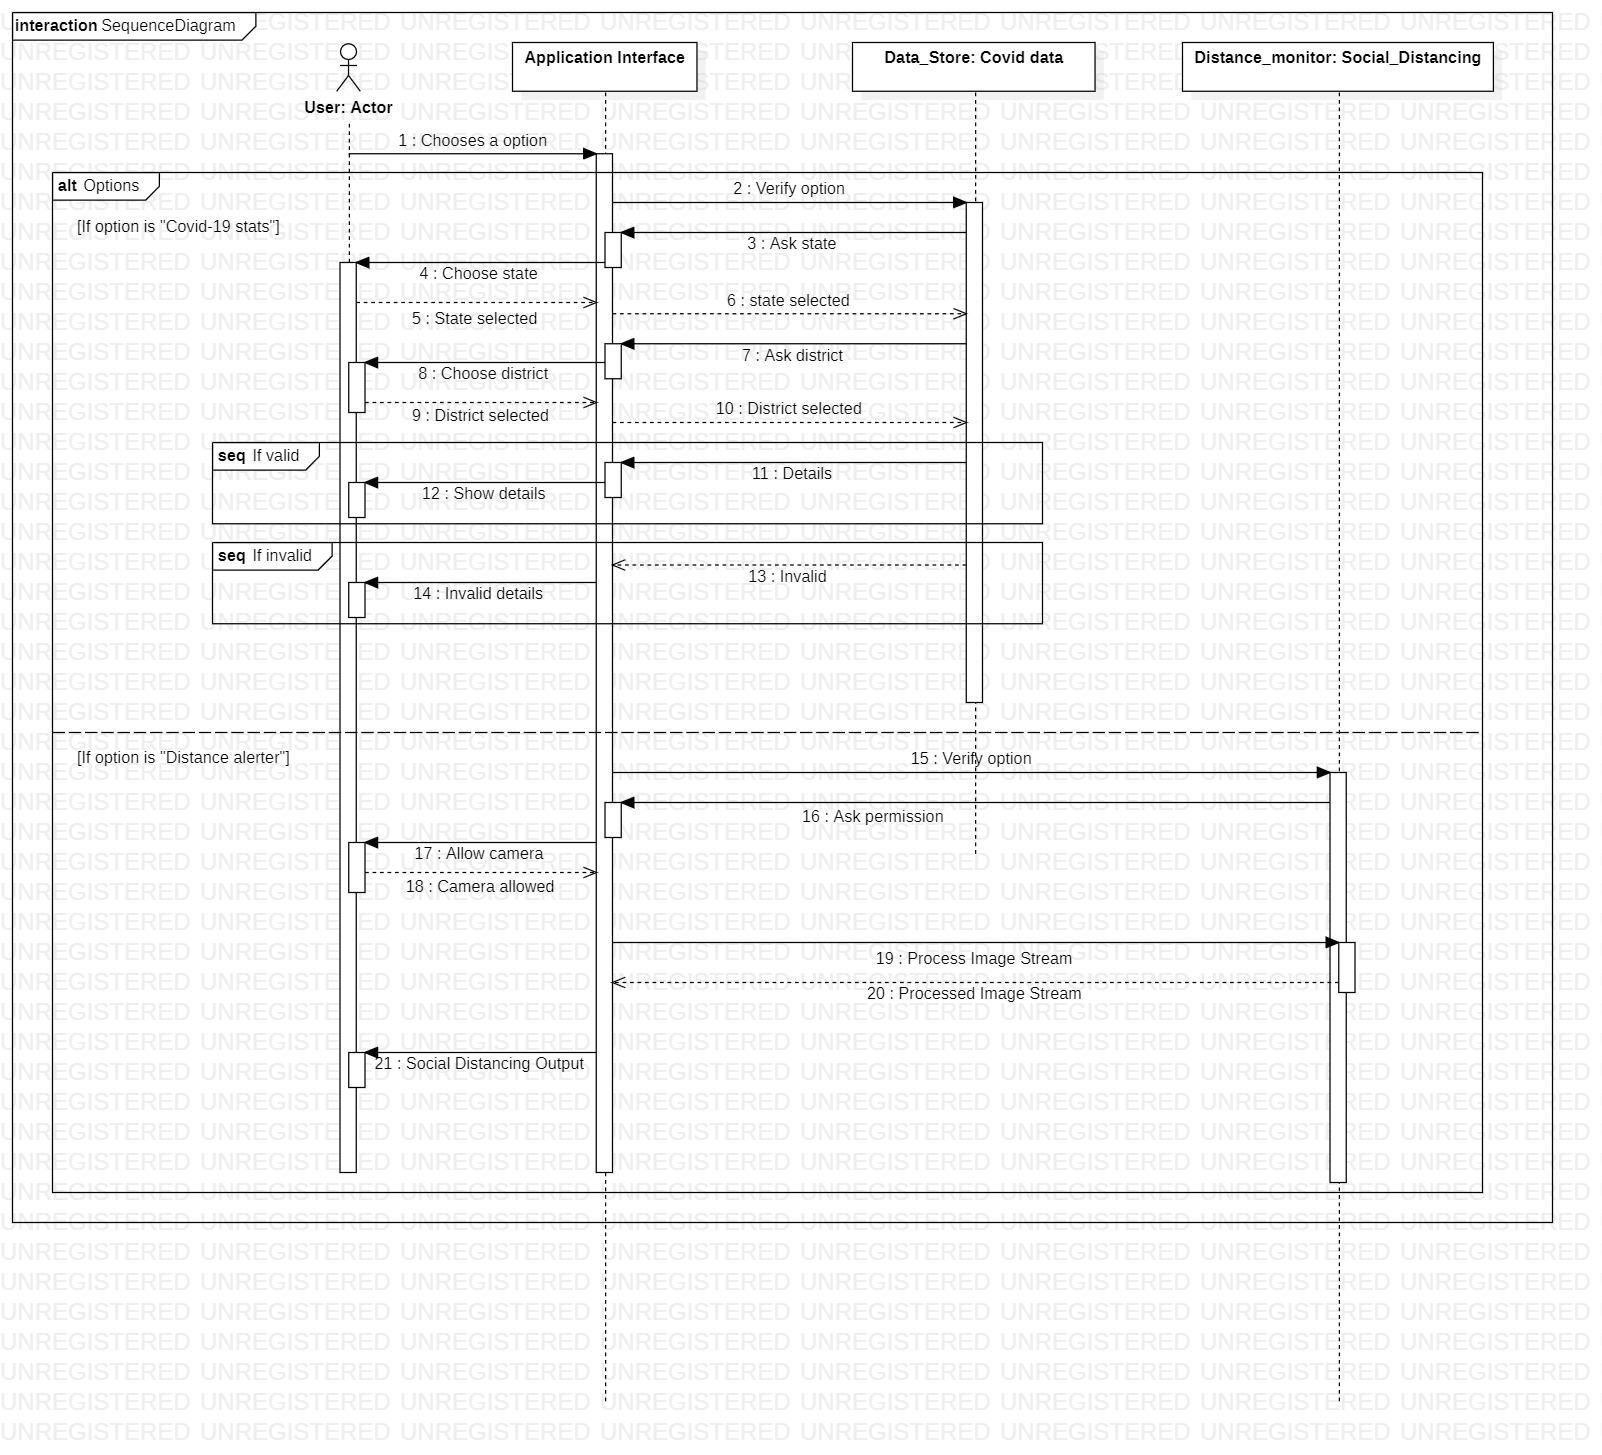 interaction SequenceDiagram
User: Actor
Application Interface
Data_Store: Covid data
Distance_monitor: Social_Distancing
1 : Chooses a option
alt Options
2 : Verify option
[If option is "Covid-19 stats"]
3 : Ask state
4 : Choose state
6 : state selected
5 : State selected
7 : Ask district
8 : Choose district
10 : District selected
9 : District selected
seq If valid
11 : Details
12 : Show details
seq If invalid
13 : Invalid
14 : Invalid details
[If option is "Distance alerter"]
15 : Verify option
16 : Ask permission
17 : Allow camera
18 : Camera allowed
19 : Process Image Stream
20 : Processed Image Stream
21 : Social Distancing Output
UNREGISTERED UNREGISTERED UNREGISTERED UNREGISTERED UNREGISTERED UNREGISTERED UNREGISTERED UNREGISTERED